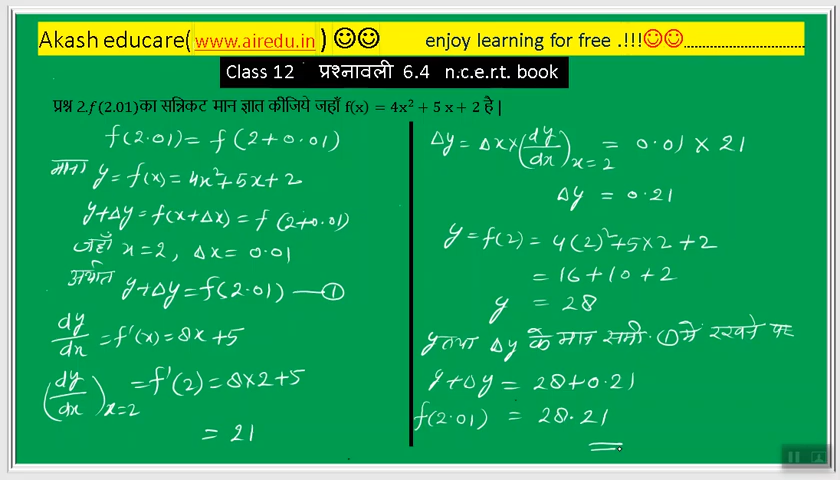 Akash educare( www.airedu.in ) ☺☺ enjoy learning for free .!!!☺☺..............................
Class 12 प्रश्नावली 6.4 n.c.e.r.t. book
प्रश्न 2.f (2.01)का सन्निकट मान ज्ञात कीजिये जहाँ f(x) = 4x² + 5 x + 2 है |
f(2.01) = f(2+0.01)
माना y = f(x) = 4x²+5x+2
y+Δy = f(x+Δx) = f(2+0.01)
जहाँ x=2, Δx = 0.01
अर्थात y+Δy = f(2.01) —①
dy/dx = f'(x) = 8x+5
(dy/dx)x=2 = f'(2) = 8×2+5
= 21
Δy = Δx×(dy/dx)x=2 = 0.01 × 21
Δy = 0.21
y = f(2) = 4(2)²+5×2+2
= 16+10+2
y = 28
y तथा Δy के मान समी. ① में रखने पर
y+Δy = 28+0.21
f(2.01) = 28.21